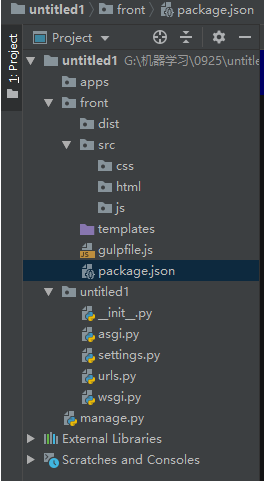 untitled1 front package.json
Project
1: Project
untitled1 G:\机器学习\0925\untitle
apps
front
dist
src
css
html
js
templates
gulpfile.js
package.json
untitled1
__init__.py
asgi.py
settings.py
urls.py
wsgi.py
manage.py
External Libraries
Scratches and Consoles